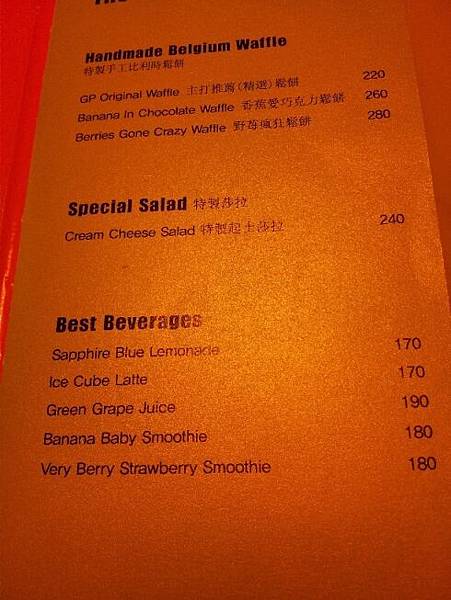 Handmade Belgium Waffle
特製手工比利時鬆餅
GP Original Waffle 主打推薦(精選)鬆餅 220
Banana In Chocolate Waffle 香蕉愛巧克力鬆餅 260
Berries Gone Crazy Waffle 野莓瘋狂鬆餅 280
Special Salad 特製莎拉
Cream Cheese Salad 特製起士莎拉 240
Best Beverages
Sapphire Blue Lemonade 170
Ice Cube Latte 170
Green Grape Juice 190
Banana Baby Smoothie 180
Very Berry Strawberry Smoothie 180